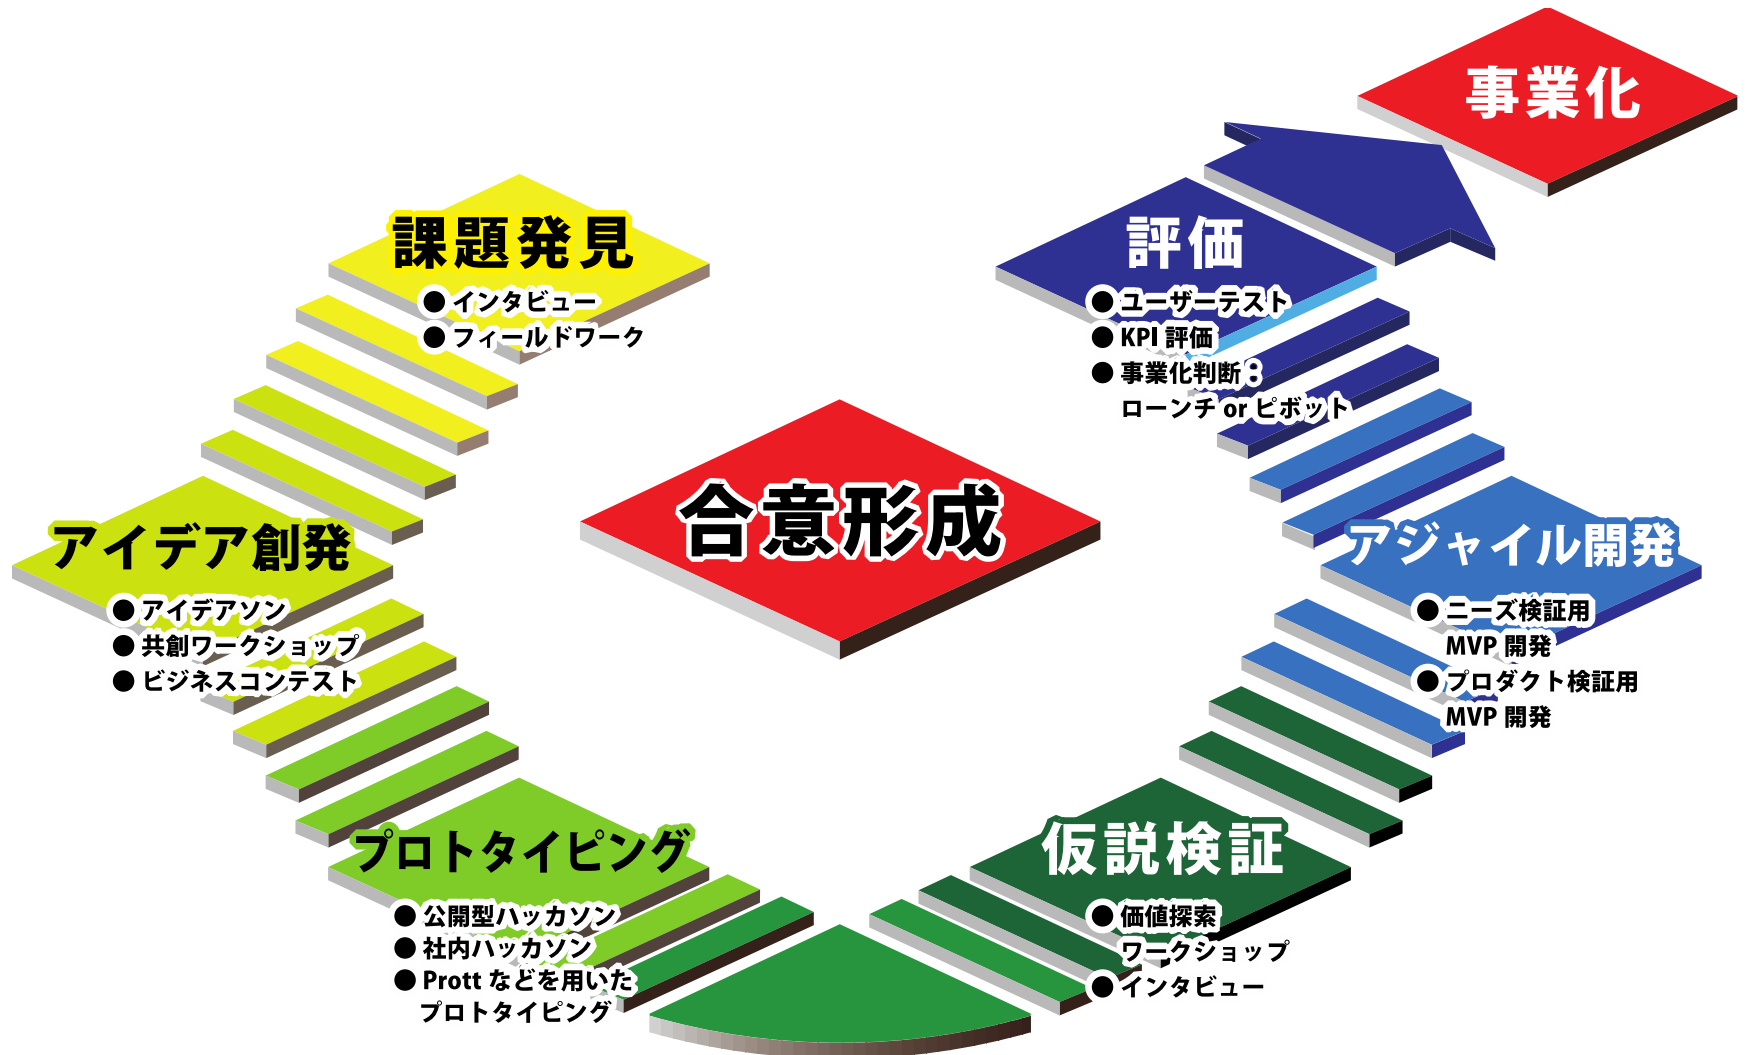 事業化
課題発見
● インタビュー
● フィールドワーク
評価
● ユーザーテスト
● KPI 評価
● 事業化判断：
ローンチ or ピボット
合意形成
アイデア創発
● アイデアソン
● 共創ワークショップ
● ビジネスコンテスト
アジャイル開発
● ニーズ検証用
MVP 開発
● プロダクト検証用
MVP 開発
プロトタイピング
● 公開型ハッカソン
● 社内ハッカソン
● Prott などを用いた
プロトタイピング
仮説検証
● 価値探索
ワークショップ
● インタビュー